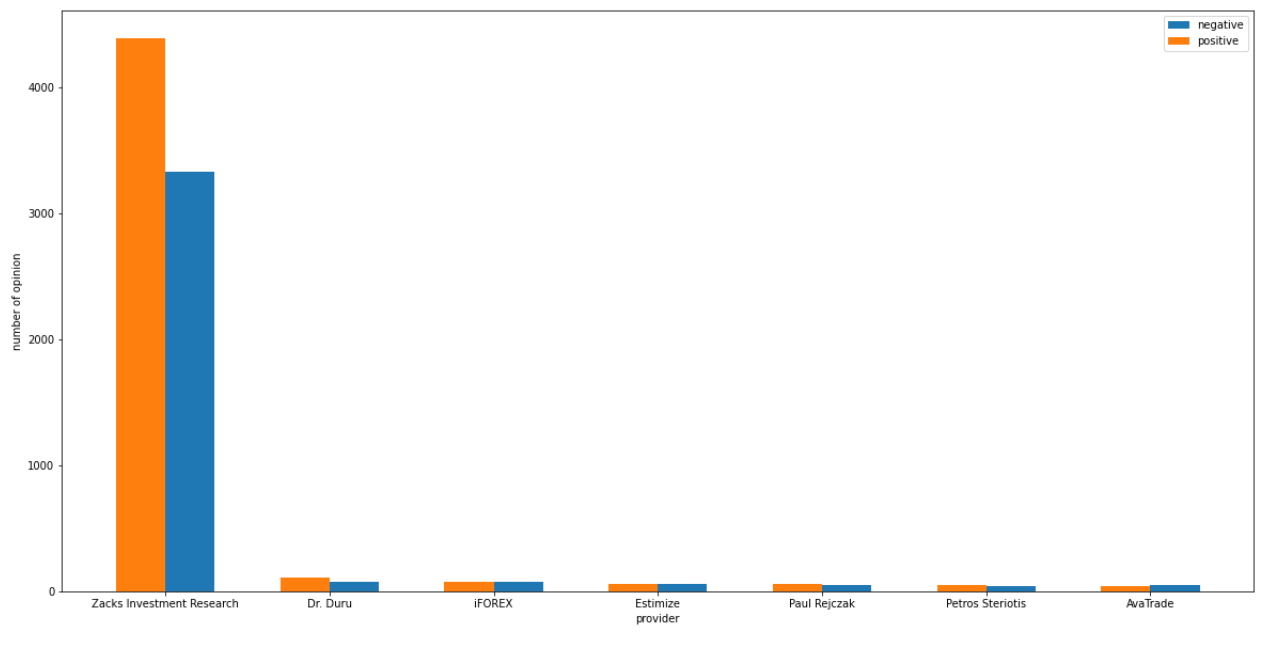 negative
positive
number of opinion
4000
3000
2000
1000
0
Zacks Investment Research
Dr. Duru
iFOREX
Estimize
Paul Rejczak
Petros Steriotis
AvaTrade
provider